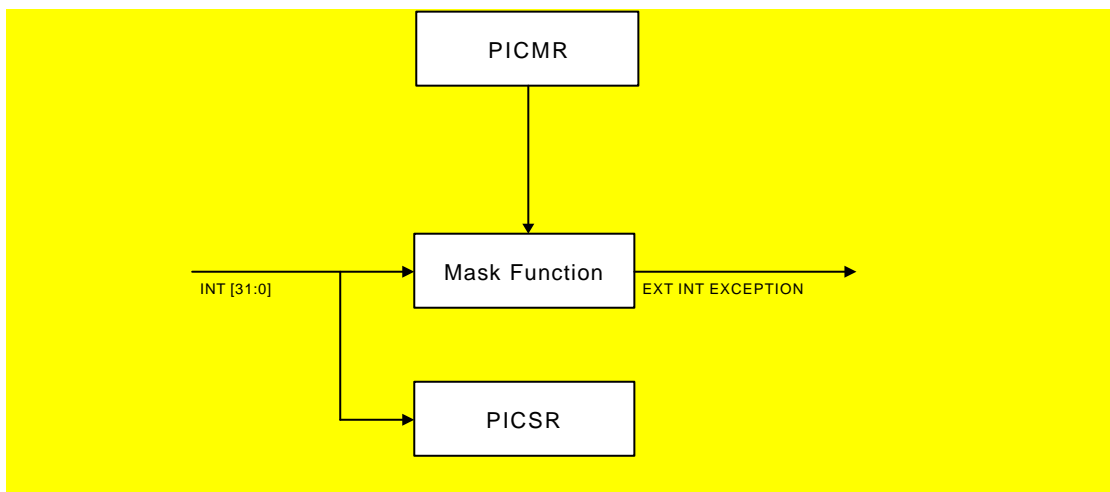 PICMR
Mask Function
INT [31:0]
EXT INT EXCEPTION
PICSR